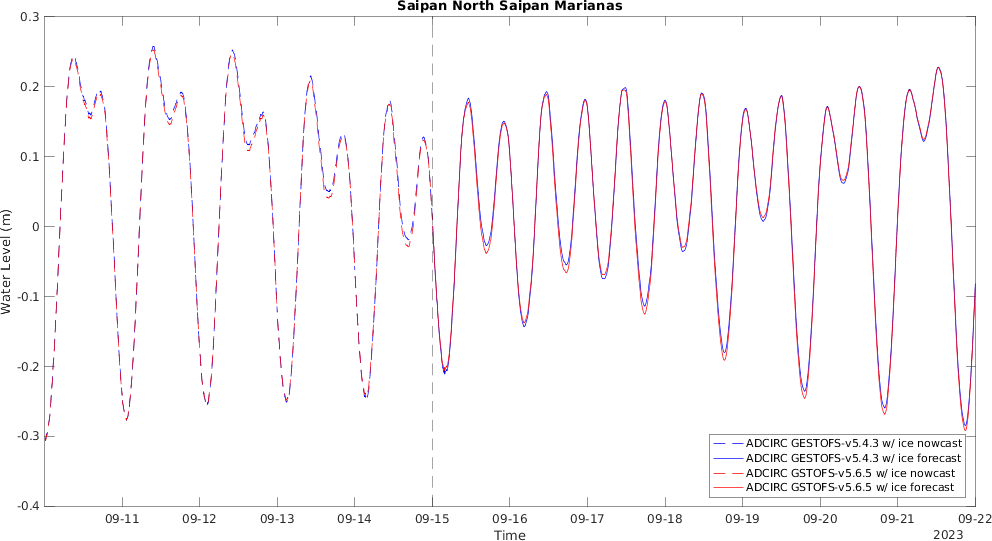 Saipan North Saipan Marianas
0.3
0.2
0.1
0
-0.1
-0.2
-0.3
-0.4
Water Level (m)
ADCIRC GESTOFS-v5.4.3 w/ ice nowcast
ADCIRC GESTOFS-v5.4.3 w/ ice forecast
ADCIRC GSTOFS-v5.6.5 w/ ice nowcast
ADCIRC GSTOFS-v5.6.5 w/ ice forecast
09-11 09-12 09-13 09-14 09-15 09-16 09-17 09-18 09-19 09-20 09-21 09-22
Time
2023